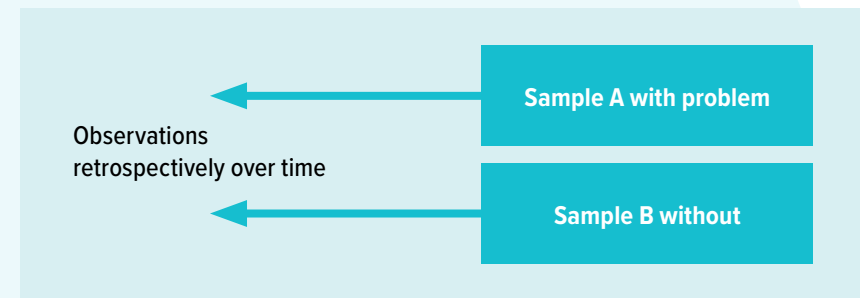 Sample A with problem
Observations
retrospectively over time
Sample B without